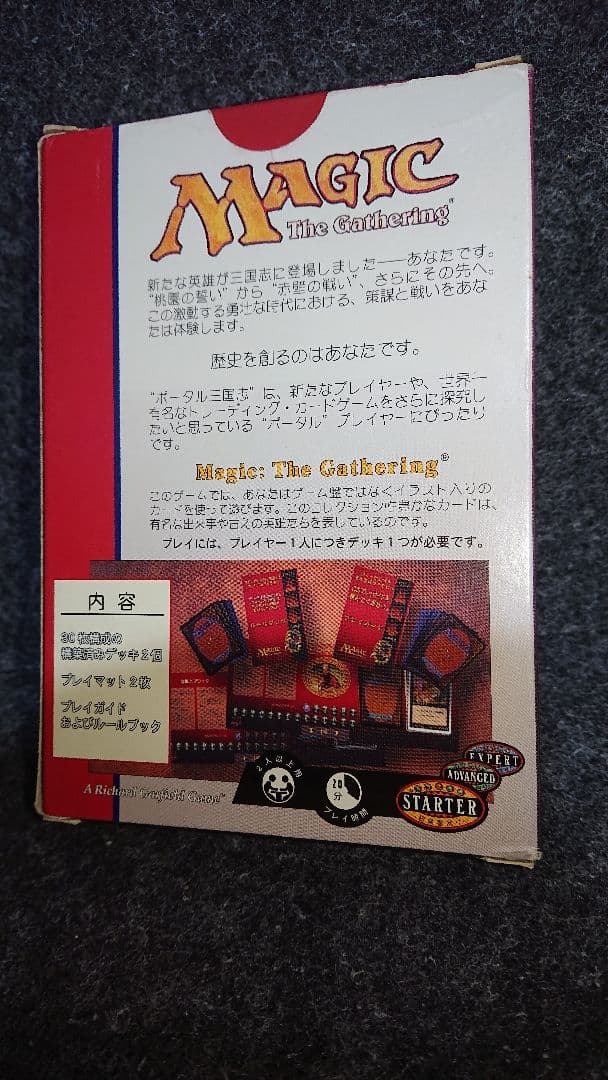 MAGIC
The Gathering®
新たな英雄が三国志に登場しました──あなたです。
“桃園の誓い”から“赤壁の戦い”、さらにその先へ。
この激動する勇壮な時代における、策謀と戦いをあな
たは体験します。
歴史を創るのはあなたです。
“ポータル三国志”は、新たなプレイヤーや、世界一
有名なトレーディング・カードゲームをさらに探究し
たいと思っている“ポータル”プレイヤーにぴったり
です。
Magic: The Gathering®
このゲームでは、あなたはゲーム盤ではなくイラスト入りの
カードを使って遊びます。このコレクション性豊かなカードは、
有名な出来事や古えの英雄たちを表しているのです。
プレイには、プレイヤー1人につきデッキ1つが必要です。
内容
30枚構成の
構築済みデッキ2個
プレイマット2枚
プレイガイド
およびルールブック
MAGIC
MAGIC
2人以上用
20分
プレイ時間
EXPERT
ADVANCED
STARTER
A Richard Garfield Game™